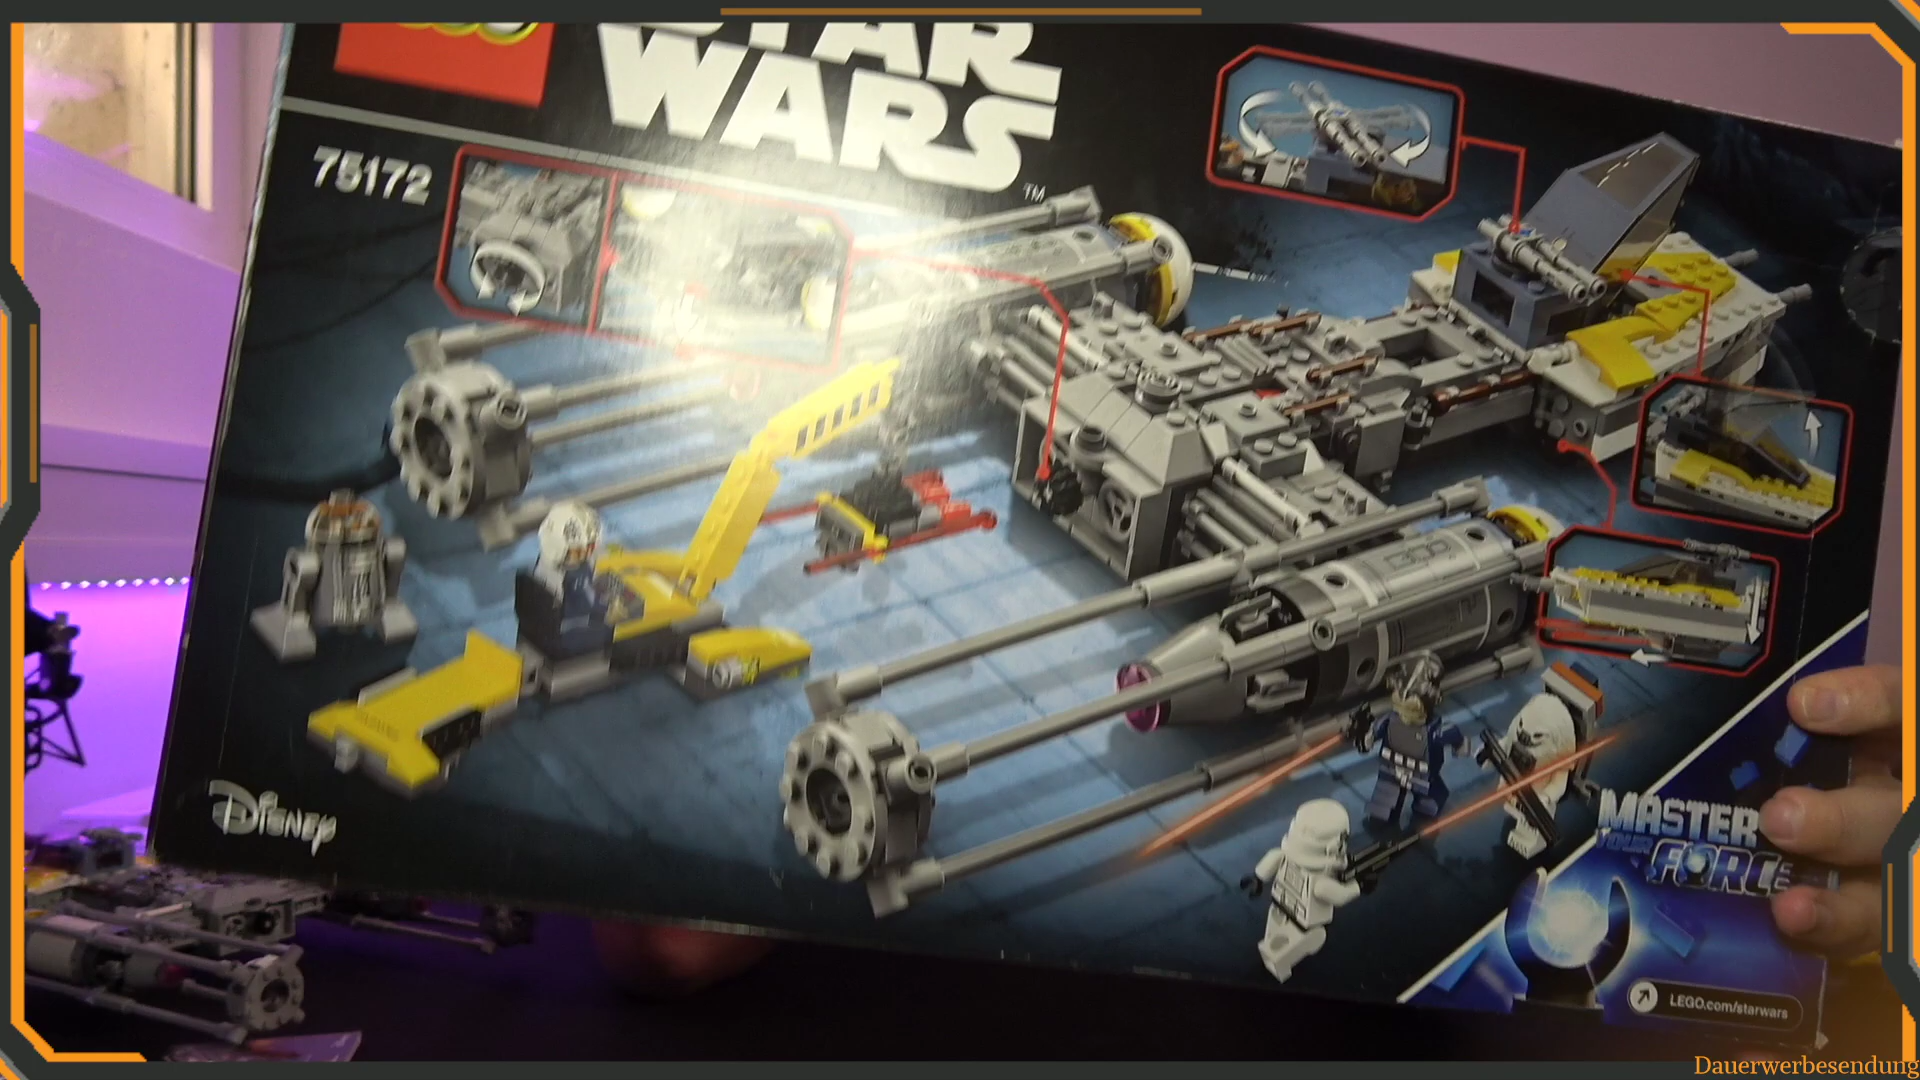 STAR
WARS
TM
75172
Disney
MASTER
YOUR
FORCE
LEGO.com/starwars
Dauerwerbesendung